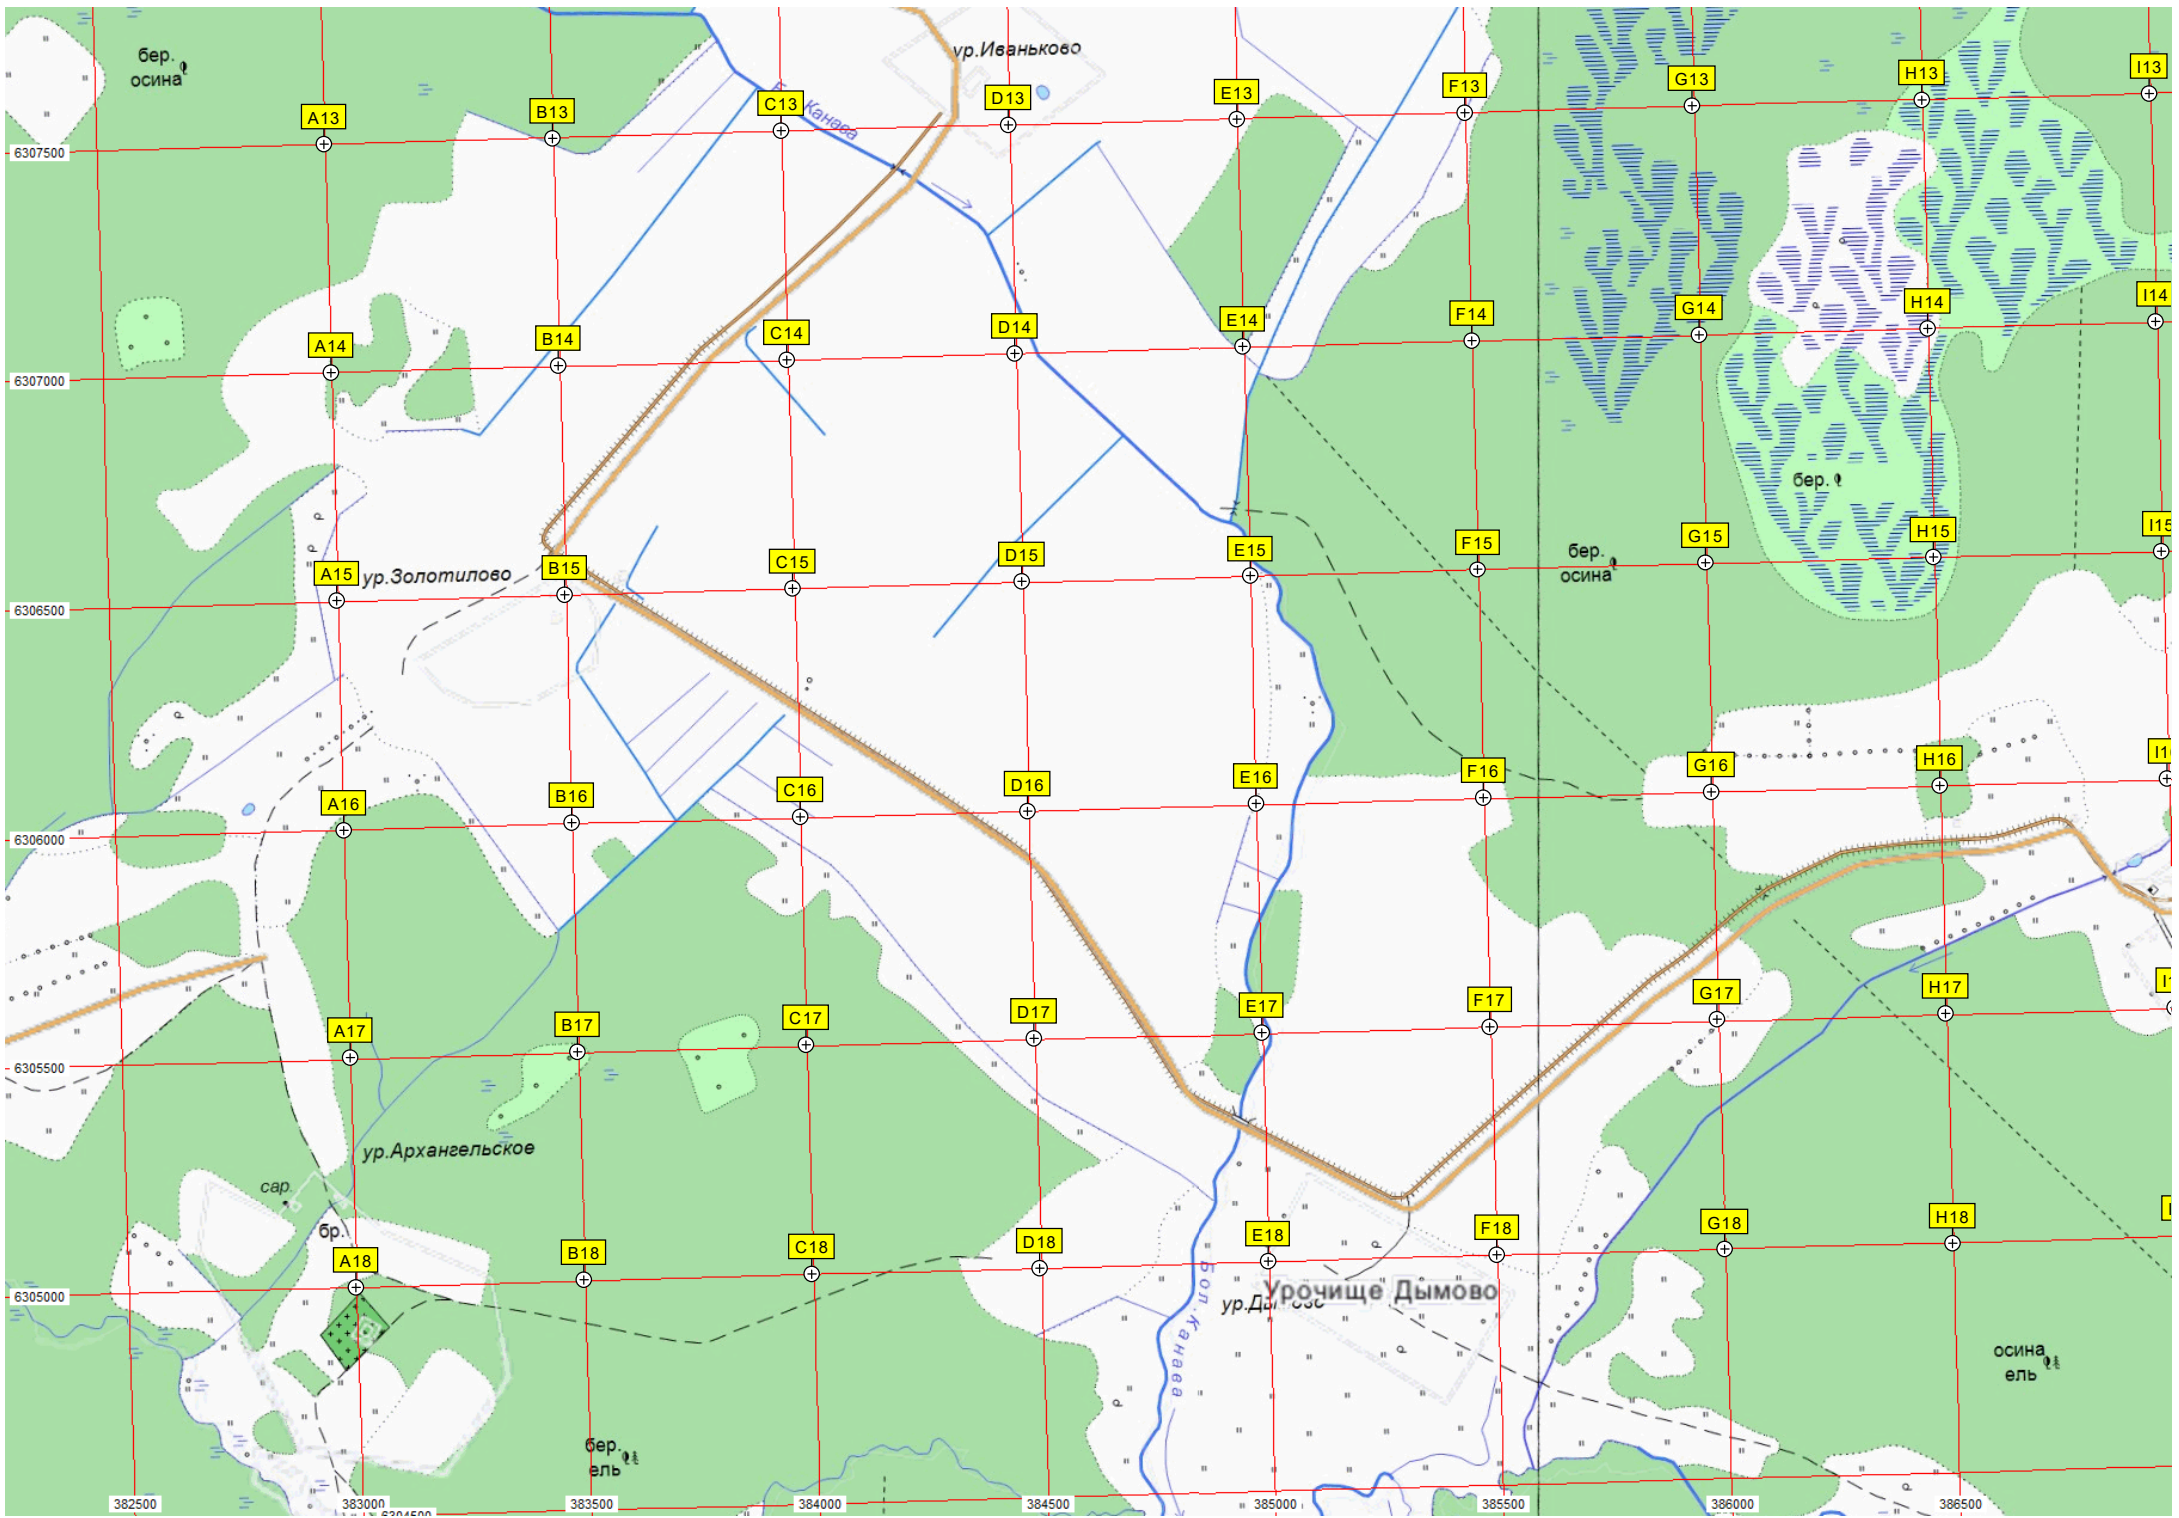 ур.Иваньково
бер.
осина
I13
H13
G13
F13
E13
D13
C13
B13
A13
Канава
6307500
I14
H14
G14
F14
E14
D14
C14
B14
A14
6307000
бер.
I15
H15
G15
F15
E15
D15
C15
B15
A15
ур.Золотилово
бер.
осина
6306500
H16
G16
F16
E16
D16
C16
B16
A16
6306000
H17
G17
F17
E17
D17
C17
B17
A17
6305500
ур.Архангельское
сар.
бр.
H18
G18
F18
E18
D18
C18
B18
A18
6305000
Бол. Канава
Урочище Дымово
осина
ель
бер.
ель
382500
383000
383500
384000
384500
385000
385500
386000
386500
6304500